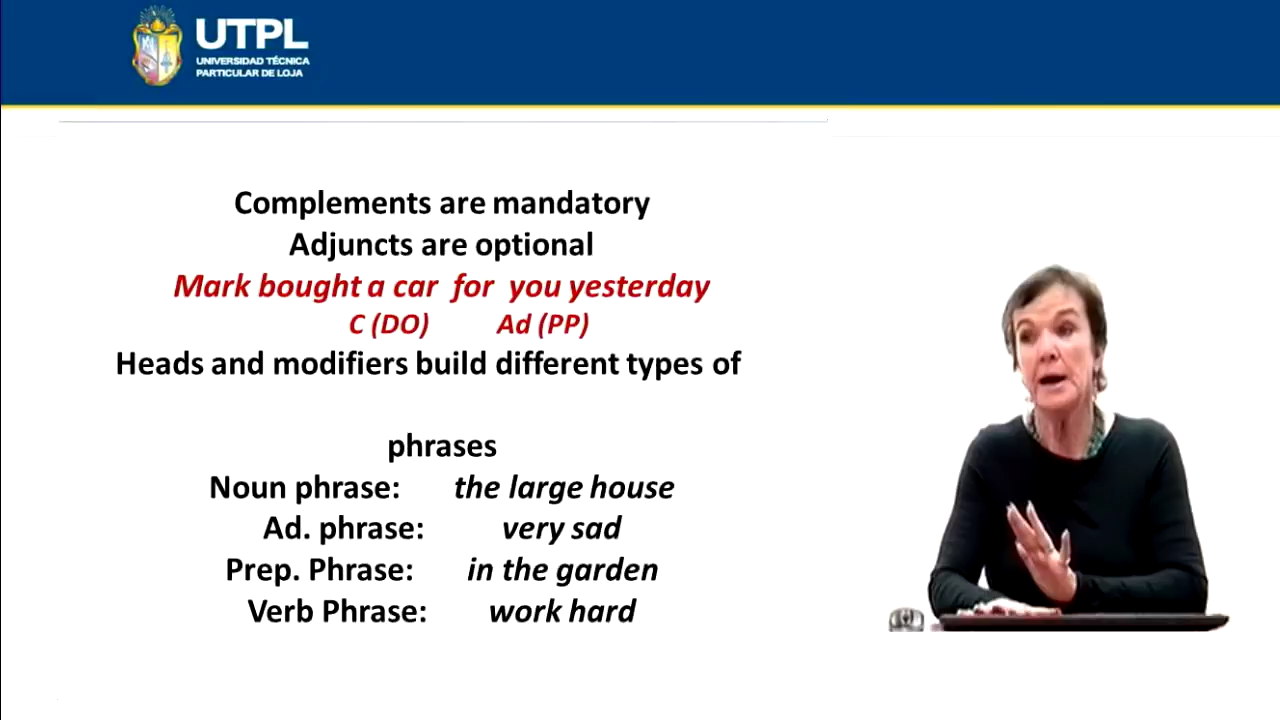 UTPL
UNIVERSIDAD TÉCNICA
PARTICULAR DE LOJA
Complements are mandatory
Adjuncts are optional
Mark bought a car for you yesterday
C (DO) Ad (PP)
Heads and modifiers build different types of
phrases
Noun phrase: the large house
Ad. phrase: very sad
Prep. Phrase: in the garden
Verb Phrase: work hard